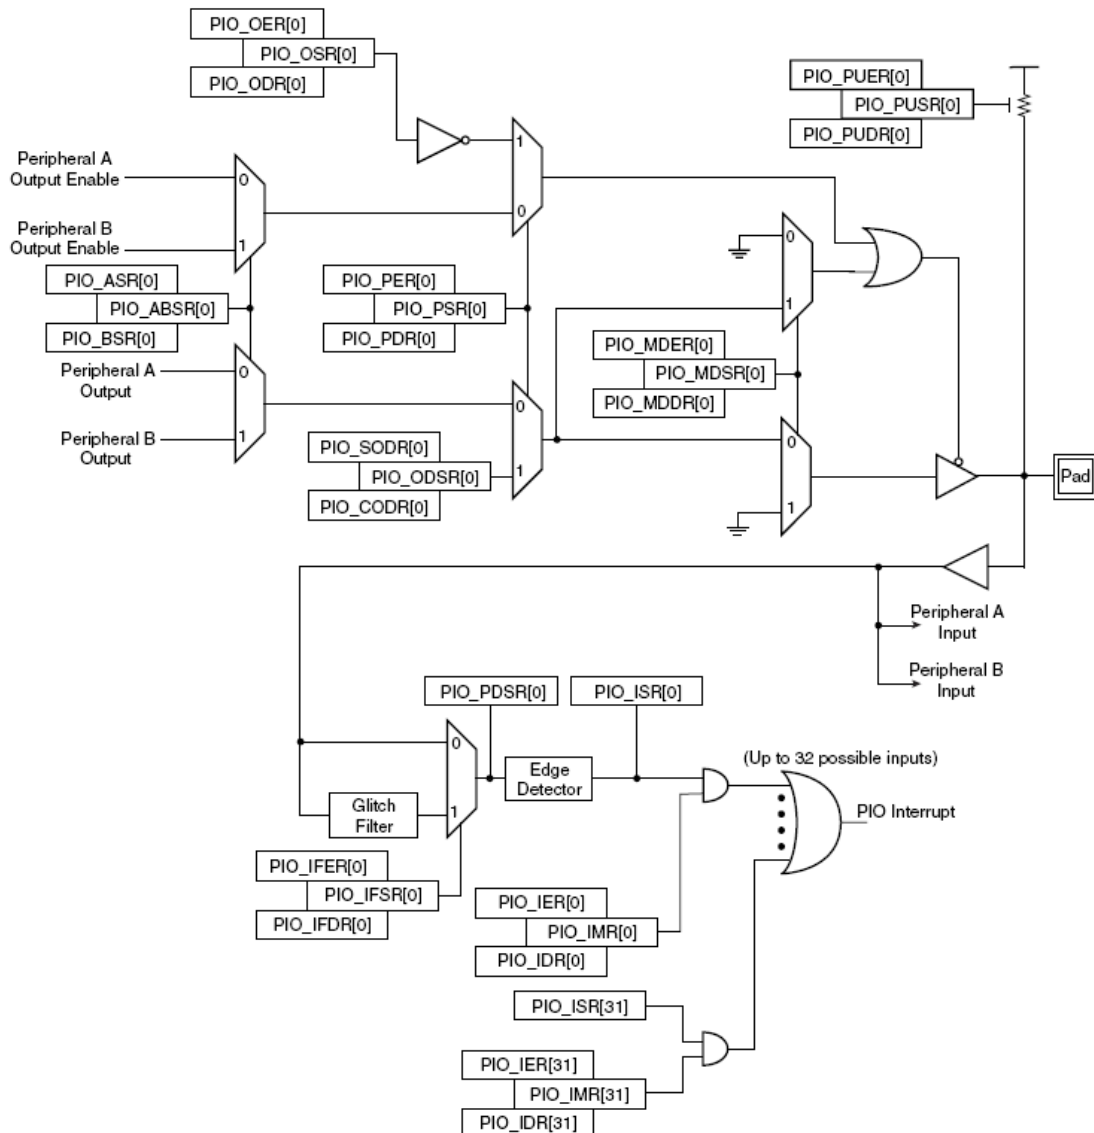 PIO_OER[0]
PIO_OSR[0]
PIO_ODR[0]
PIO_PUER[0]
PIO_PUSR[0]
PIO_PUDR[0]
1
0
Peripheral A
Output Enable
0
Peripheral B
Output Enable
1
PIO_ASR[0]
PIO_ABSR[0]
PIO_BSR[0]
PIO_PER[0]
PIO_PSR[0]
PIO_PDR[0]
0
1
PIO_MDER[0]
PIO_MDSR[0]
PIO_MDDR[0]
Peripheral A
Output
0
Peripheral B
Output
1
0
1
PIO_SODR[0]
PIO_ODSR[0]
PIO_CODR[0]
0
1
Pad
Peripheral A
Input
Peripheral B
Input
PIO_PDSR[0]
PIO_ISR[0]
0
1
Glitch
Filter
Edge
Detector
(Up to 32 possible inputs)
PIO Interrupt
PIO_IFER[0]
PIO_IFSR[0]
PIO_IFDR[0]
PIO_IER[0]
PIO_IMR[0]
PIO_IDR[0]
PIO_ISR[31]
PIO_IER[31]
PIO_IMR[31]
PIO_IDR[31]